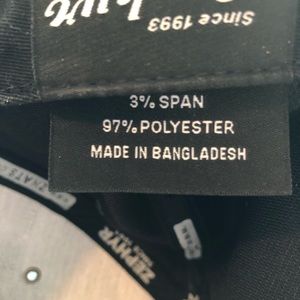 Since 1993
3% SPAN
97% POLYESTER
MADE IN BANGLADESH
ZEPHYR